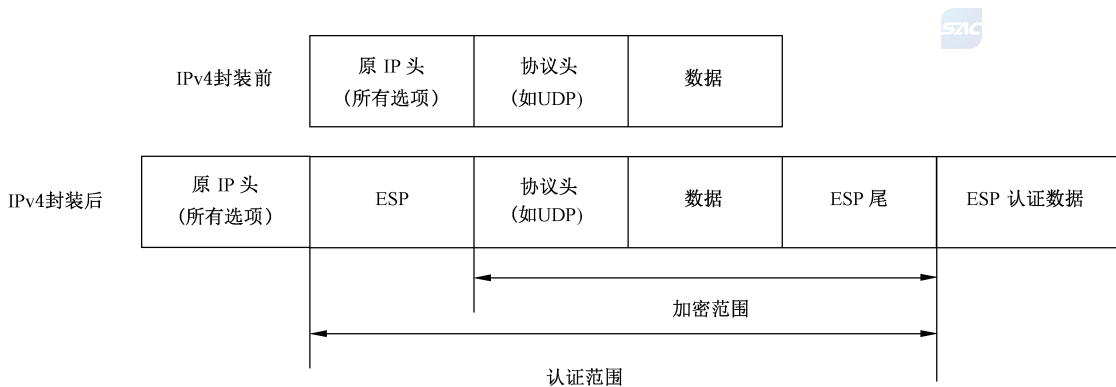 SAC
IPv4封装前
原 IP 头
(所有选项)
协议头
(如UDP)
数据
IPv4封装后
原 IP 头
(所有选项)
ESP
协议头
(如UDP)
数据
ESP 尾
ESP 认证数据
加密范围
认证范围